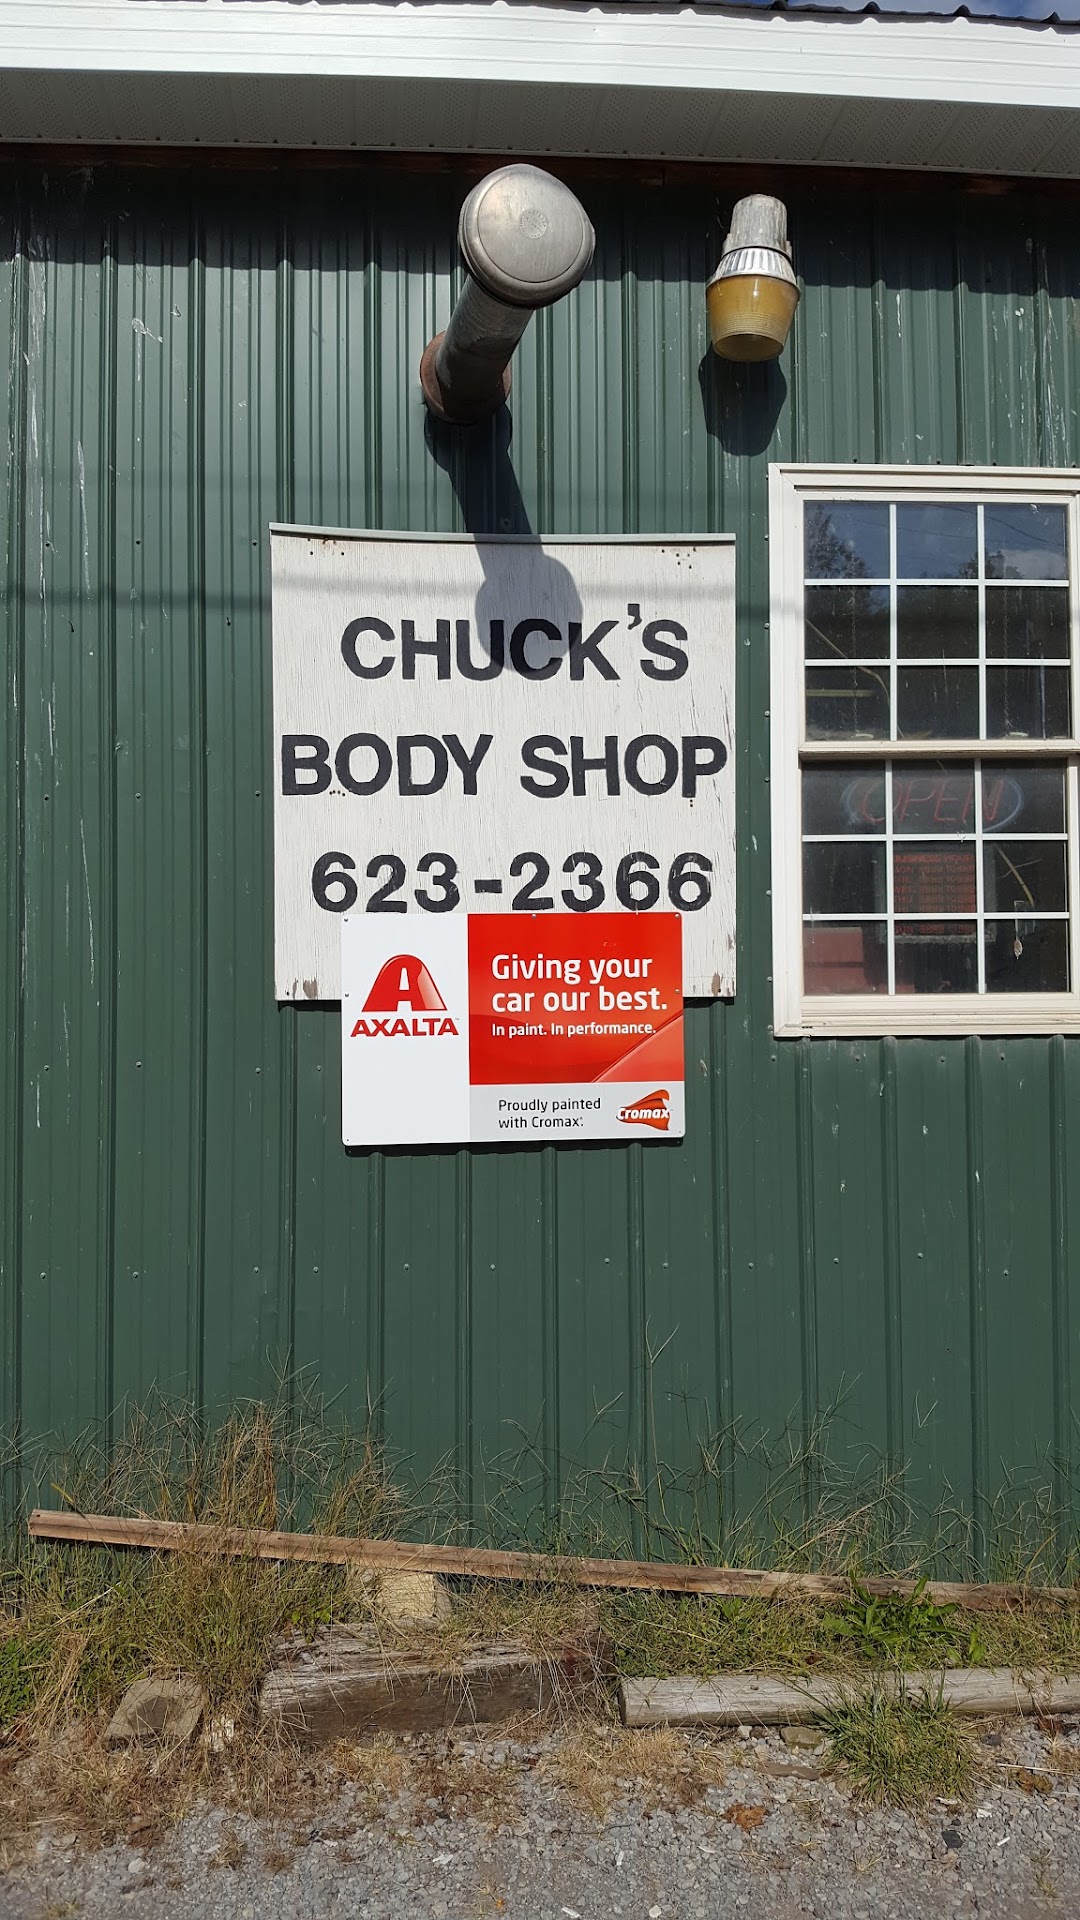 CHUCK'S
BODY SHOP
623-2366
AXALTA
Giving your
car our best.
In paint. In performance.
Proudly painted
with Cromax.
Cromax
OPEN